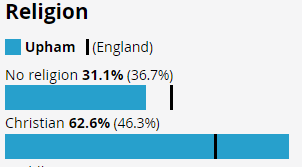 Religion
Upham (England)
No religion 31.1% (36.7%)
Christian 62.6% (46.3%)